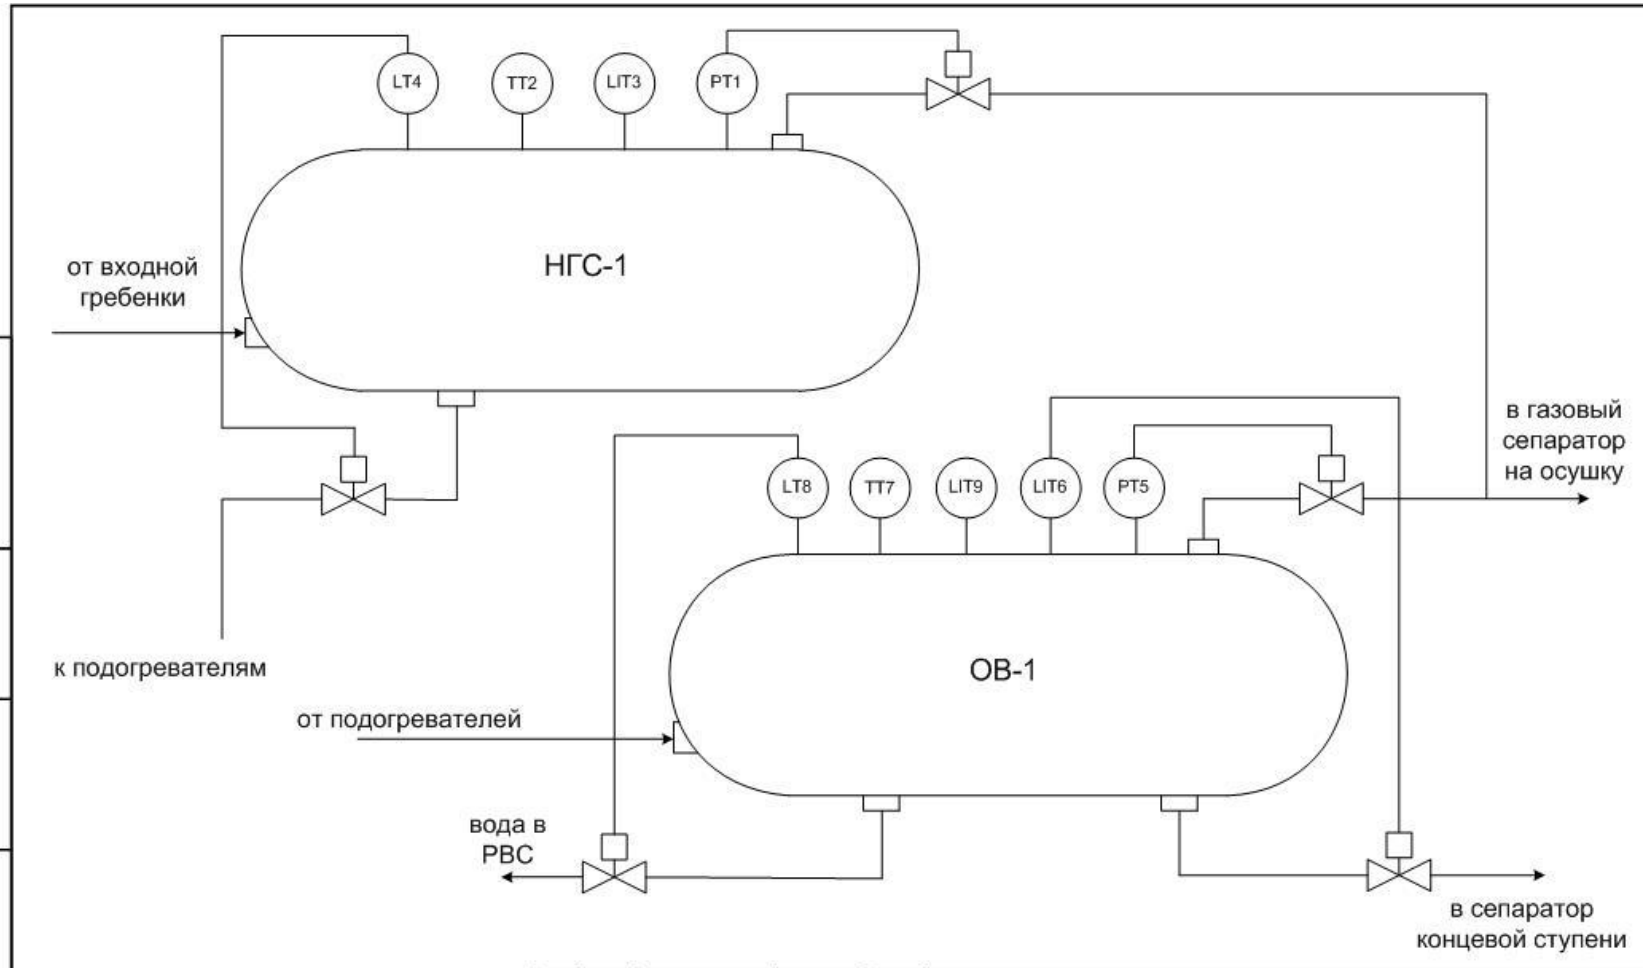 LT4
TT2
LIT3
PT1
НГС-1
от входной
гребенки
в газовый
сепаратор
на осушку
LT8
TT7
LIT9
LIT6
PT5
к подогревателям
ОВ-1
от подогревателей
вода в
РВС
в сепаратор
концевой ступени